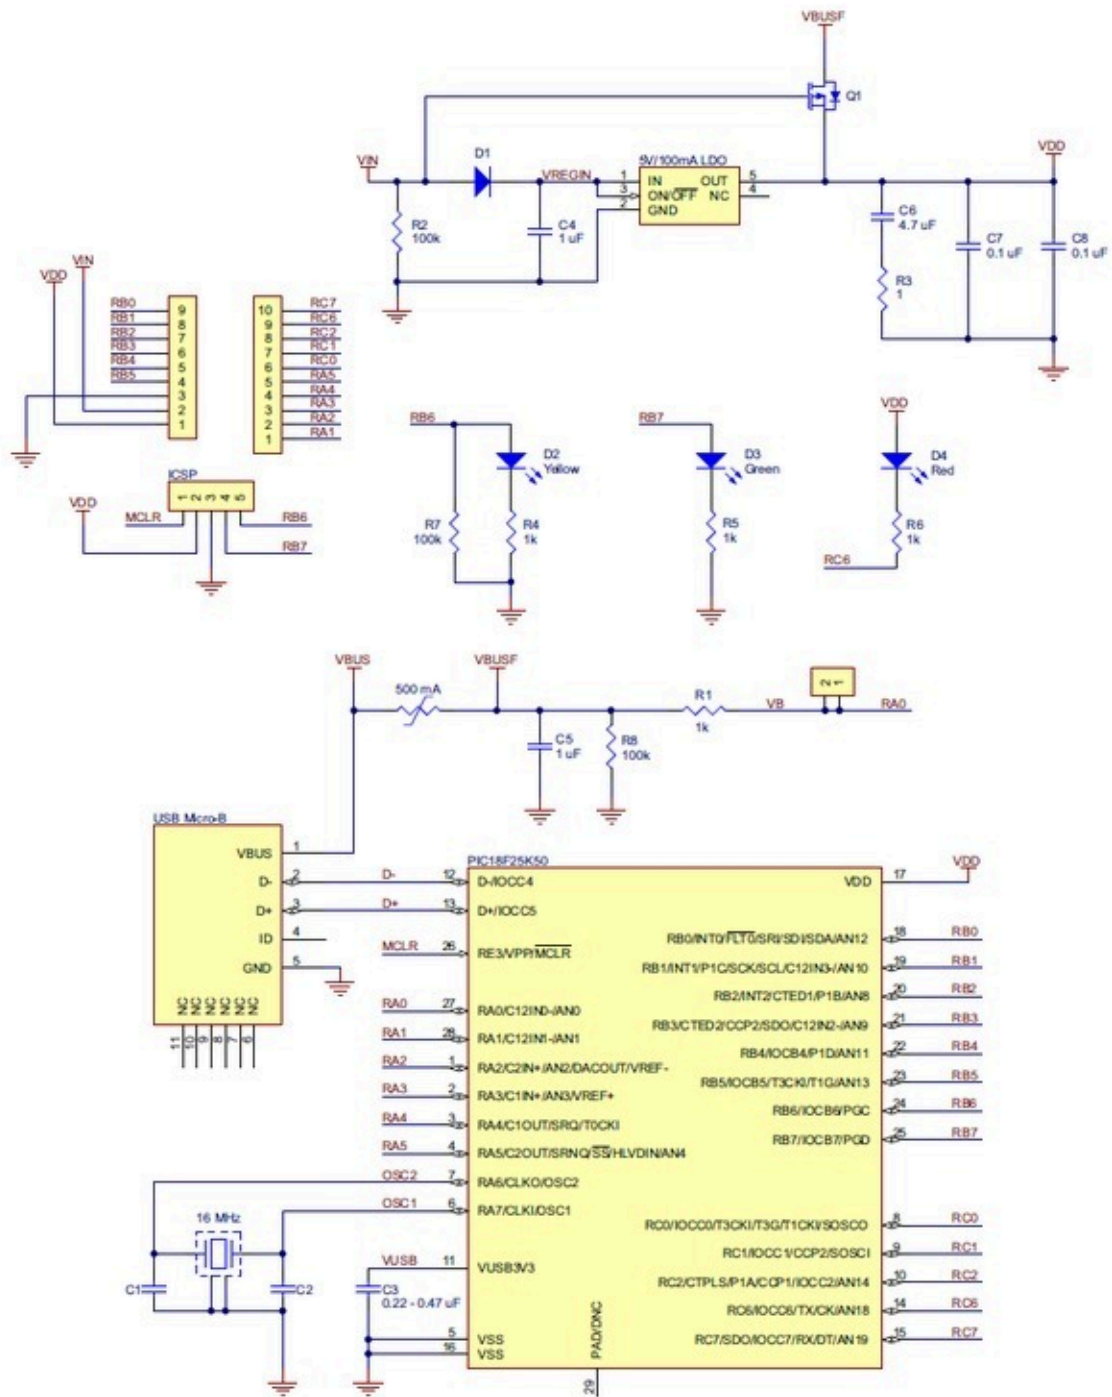 VBUSF
Q1
VIN
D1
VREGIN
5V/100mA LDO
1 IN OUT 5
3 ON/OFF NC 4
2 GND
VDD
R2
100k
C4
1 uF
C6
4.7 uF
R3
1
C7
0.1 uF
C8
0.1 uF
VDD
VIN
RB0 9
RB1 8
RB2 7
RB3 6
RB4 5
RB5 4
3
2
1
10 RC7
9 RC6
8 RC2
7 RC1
6 RC0
5 RA5
4 RA4
3 RA3
2 RA2
1 RA1
ICSP
1 2 3 4 5
VDD
MCLR
RB6
RB7
RB6
D2
Yellow
R7
100k
R4
1k
RB7
D3
Green
R5
1k
VDD
D4
Red
R6
1k
RC6
VBUS
500 mA
VBUSF
C5
1 uF
R8
100k
R1
1k
VB
2 1
RA0
USB Micro-B
VBUS 1
D- 2
D+ 3
ID 4
GND 5
NC NC NC NC NC NC
11 10 9 8 7 6
D-
D+
MCLR
RA0
RA1
RA2
RA3
RA4
RA5
OSC2
OSC1
16 MHz
C1
C2
VUSB
C3
0.22 - 0.47 uF
PIC18F25K50
12 D-/IOCC4
13 D+/IOCC5
26 RE3/VPP/MCLR
27 RA0/C12IN0-/AN0
28 RA1/C12IN1-/AN1
1 RA2/C2IN+/AN2/DACOUT/VREF-
2 RA3/C1IN+/AN3/VREF+
3 RA4/C1OUT/SRQ/T0CKI
4 RA5/C2OUT/SRNQ/SS/HLVDIN/AN4
7 RA6/CLKO/OSC2
6 RA7/CLKI/OSC1
11 VUSB3V3
5 VSS
16 VSS
PAD/DNC
29
VDD 17 VDD
RB0/INT0/FLT0/SRI/SDI/SDA/AN12 18 RB0
RB1/INT1/P1C/SCK/SCL/C12IN3-/AN10 19 RB1
RB2/INT2/CTED1/P1B/AN8 20 RB2
RB3/CTED2/CCP2/SDO/C12IN2-/AN9 21 RB3
RB4/IOCB4/P1D/AN11 22 RB4
RB5/IOCB5/T3CKI/T1G/AN13 23 RB5
RB6/IOCB6/PGC 24 RB6
RB7/IOCB7/PGD 25 RB7
RC0/IOCC0/T3CKI/T3G/T1CKI/SOSCO 8 RC0
RC1/IOCC1/CCP2/SOSCI 9 RC1
RC2/CTPLS/P1A/CCP1/IOCC2/AN14 10 RC2
RC6/IOCC6/TX/CK/AN18 14 RC6
RC7/SDO/IOCC7/RX/DT/AN19 15 RC7